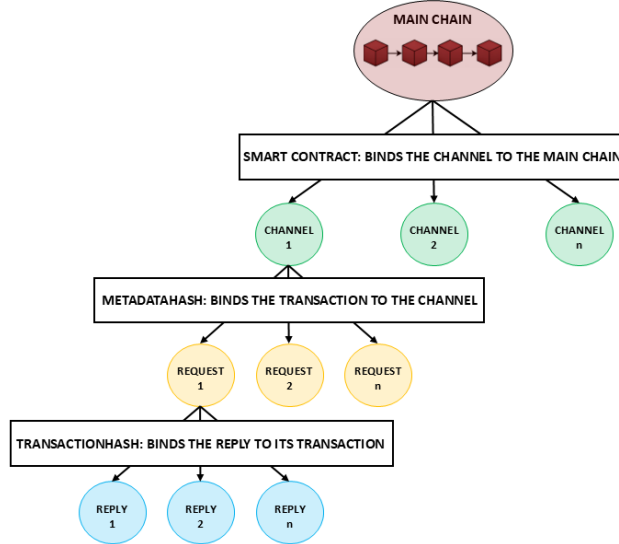 MAIN CHAIN
SMART CONTRACT: BINDS THE CHANNEL TO THE MAIN CHAIN
CHANNEL
1
CHANNEL
2
CHANNEL
n
METADATAHASH: BINDS THE TRANSACTION TO THE CHANNEL
REQUEST
1
REQUEST
2
REQUEST
n
TRANSACTIONHASH: BINDS THE REPLY TO ITS TRANSACTION
REPLY
1
REPLY
2
REPLY
n